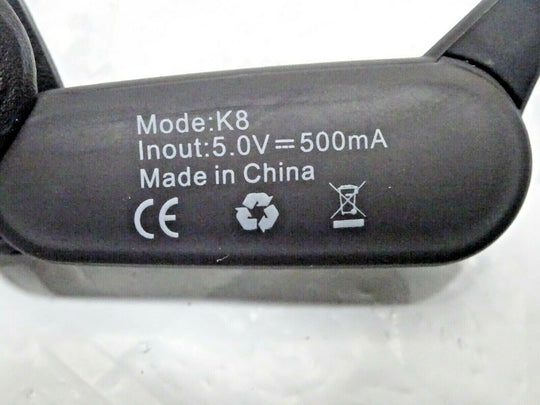 Mode:K8
Inout:5.0V⎓500mA
Made in China
CE